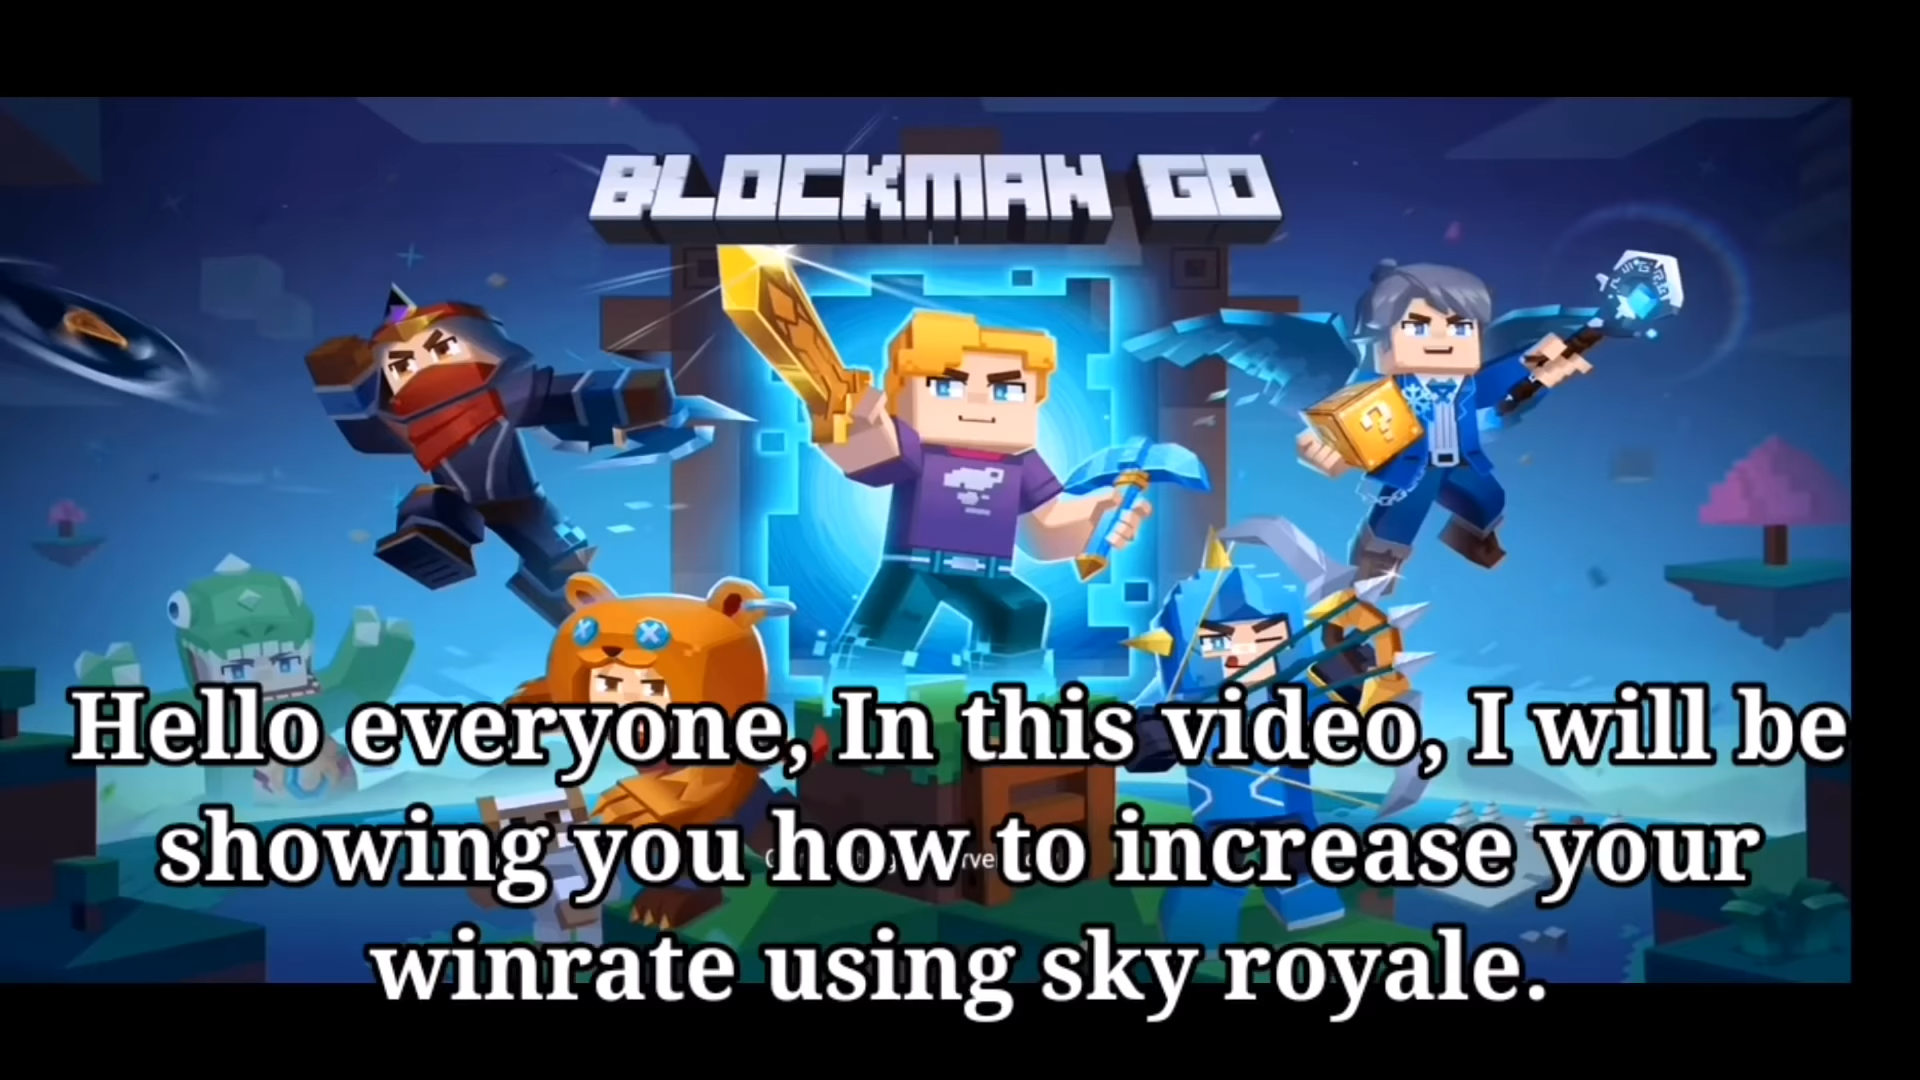 BLOCKMAN GO
Hello everyone, In this video, I will be
showing you how to increase your
winrate using sky royale.